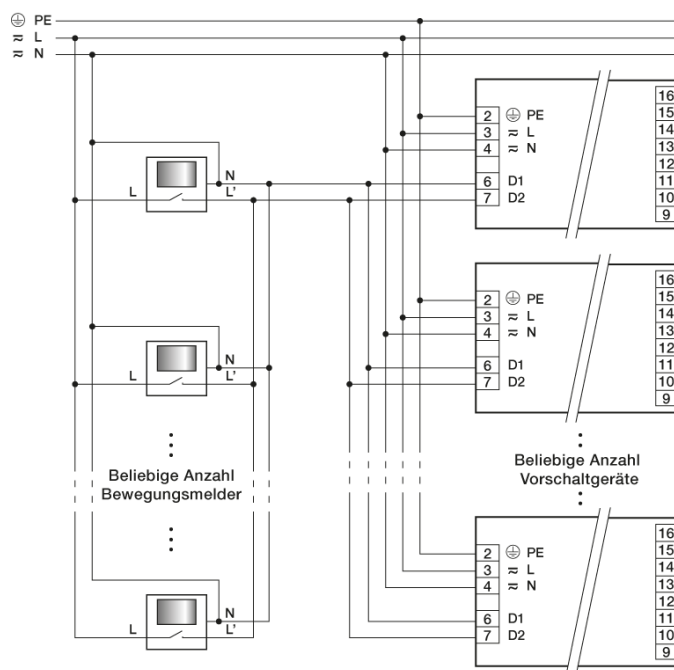 ⏚ PE
≂ L
≂ N
16
15
2 ⏚ PE 14
3 ≂ L 13
4 ≂ N 12
N 6 D1 11
L L' 7 D2 10
9
16
15
2 ⏚ PE 14
3 ≂ L 13
4 ≂ N 12
N 6 D1 11
L L' 7 D2 10
9
Beliebige Anzahl
Bewegungsmelder
Beliebige Anzahl
Vorschaltgeräte
16
2 ⏚ PE 15
3 ≂ L 14
4 ≂ N 13
12
N 6 D1 11
L L' 7 D2 10
9